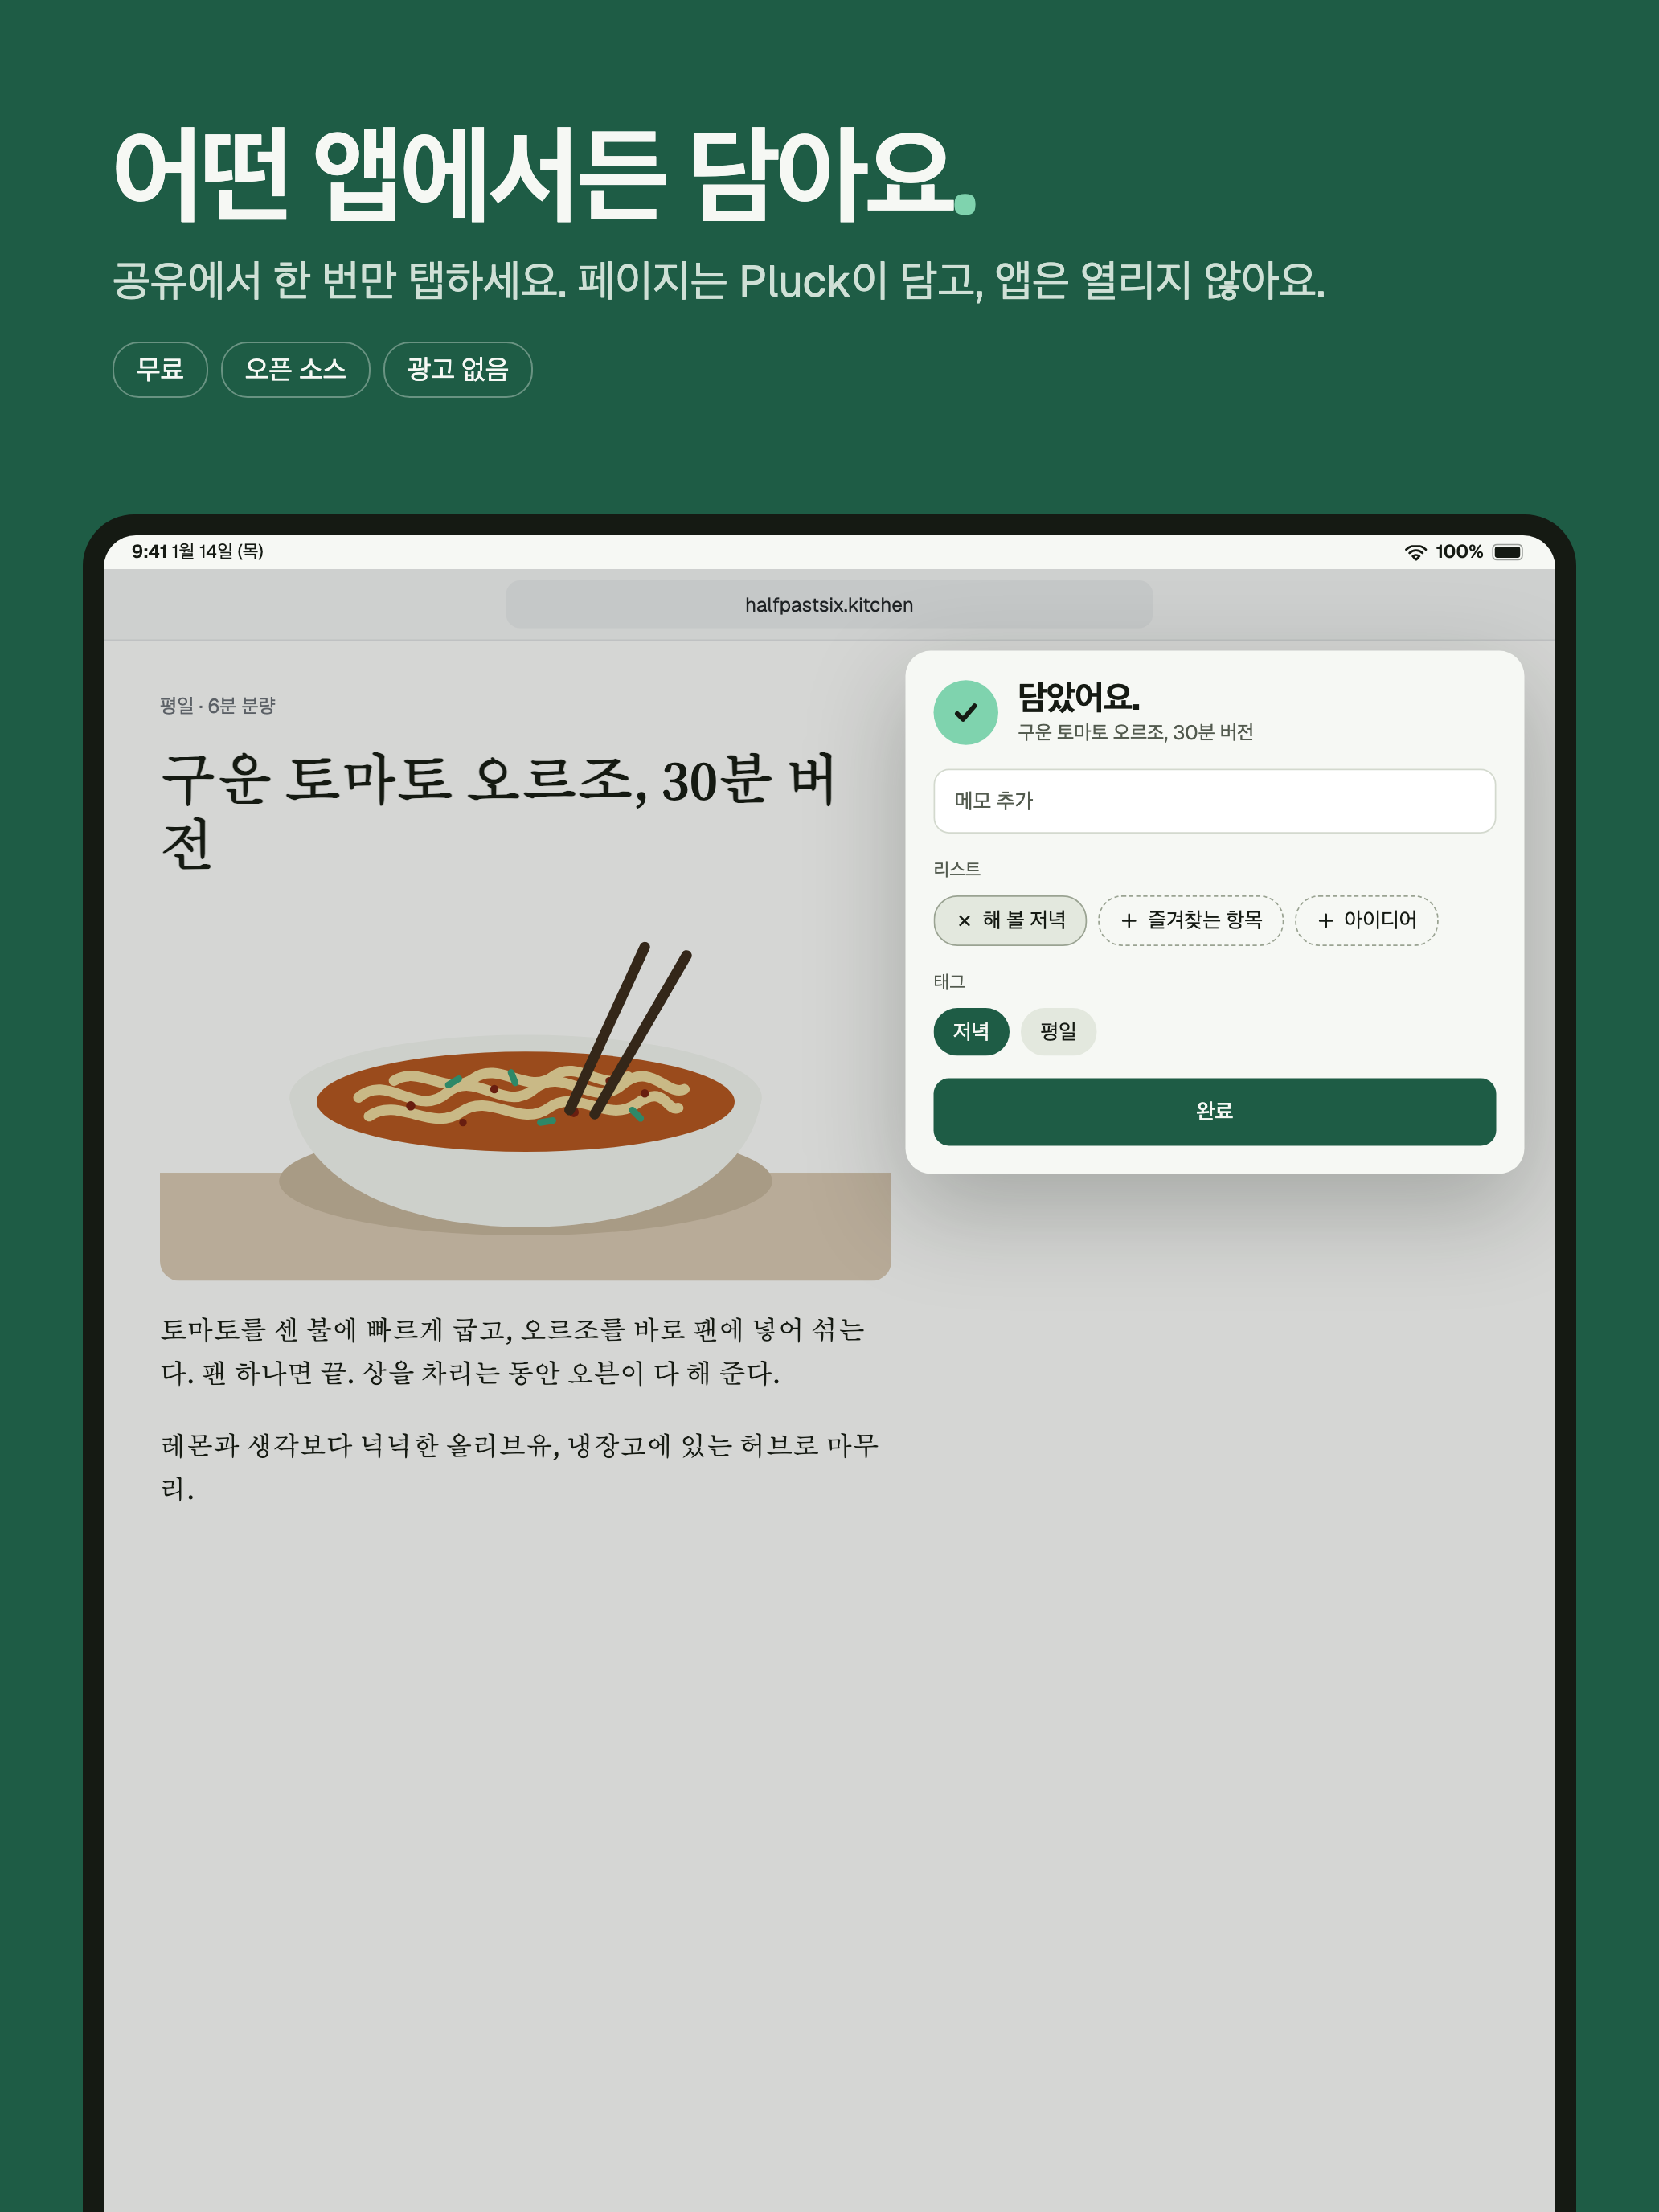 어떤 앱에서든 담아요.
공유에서 한 번만 탭하세요. 페이지는 Pluck이 담고, 앱은 열리지 않아요.
무료
오픈 소스
광고 없음
9:41 1월 14일 (목)
100%
halfpastsix.kitchen
평일 · 6분 분량
구운 토마토 오르조, 30분 버
전
토마토를 센 불에 빠르게 굽고, 오르조를 바로 팬에 넣어 섞는
다. 팬 하나면 끝. 상을 차리는 동안 오븐이 다 해 준다.
레몬과 생각보다 넉넉한 올리브유, 냉장고에 있는 허브로 마무
리.
담았어요.
구운 토마토 오르조, 30분 버전
메모 추가
리스트
× 해 볼 저녁
+ 즐겨찾는 항목
+ 아이디어
태그
저녁
평일
완료